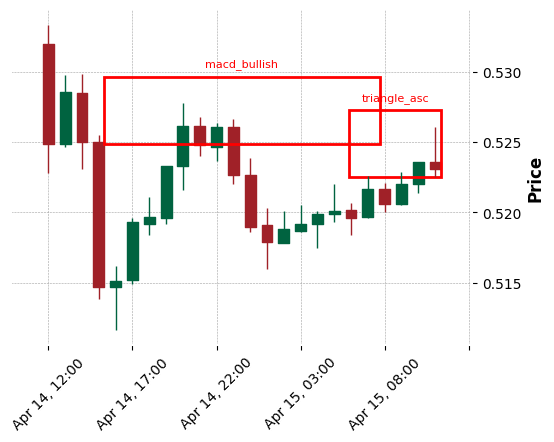 macd_bullish
triangle_asc
0.530
0.525
0.520
0.515
Price
Apr 14, 12:00
Apr 14, 17:00
Apr 14, 22:00
Apr 15, 03:00
Apr 15, 08:00